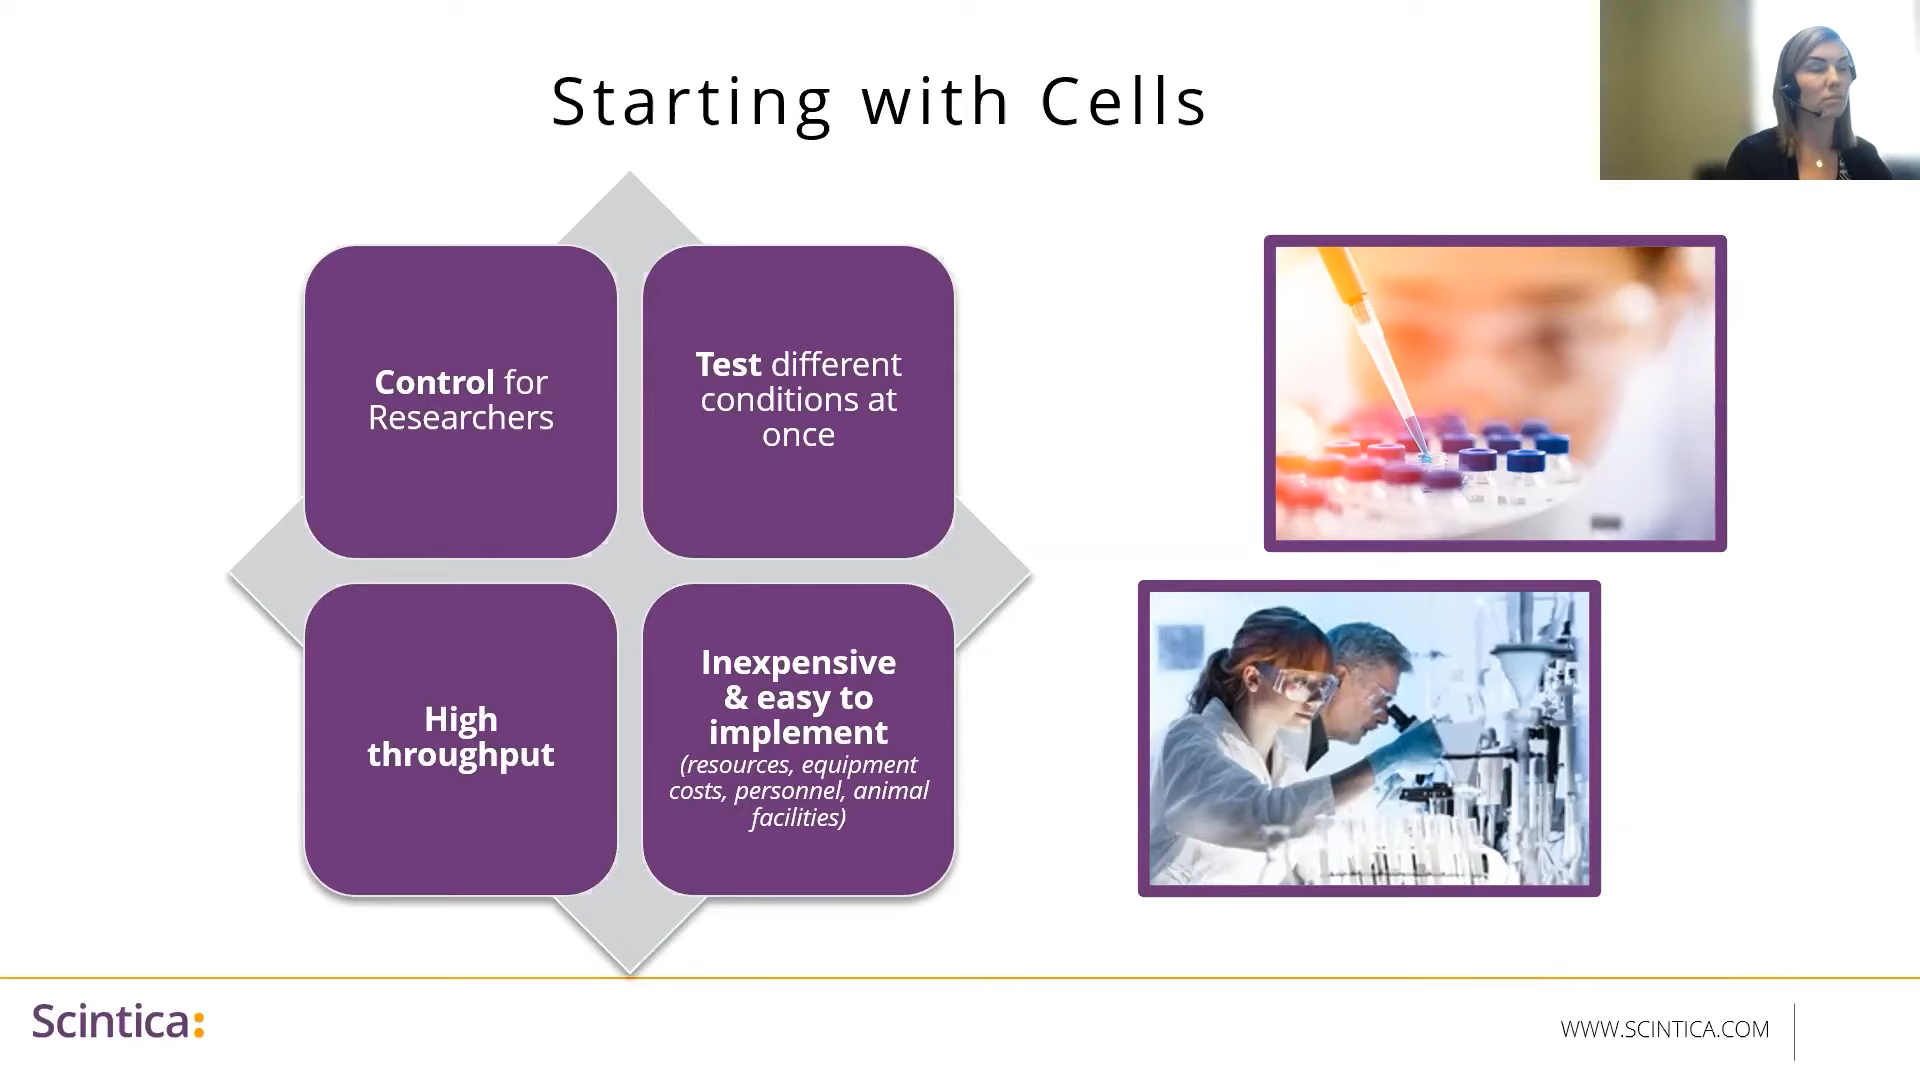 Starting with Cells
Control for
Researchers
Test different
conditions at
once
High
throughput
Inexpensive
& easy to
implement
(resources, equipment
costs, personnel, animal
facilities)
Scintica:
WWW.SCINTICA.COM